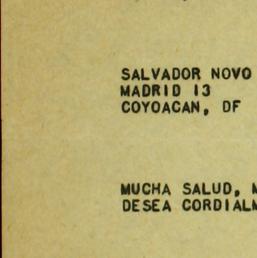 SALVADOR NOVO
MADRID 13
COYOACAN, DF
MUCHA SALUD,
DESEA